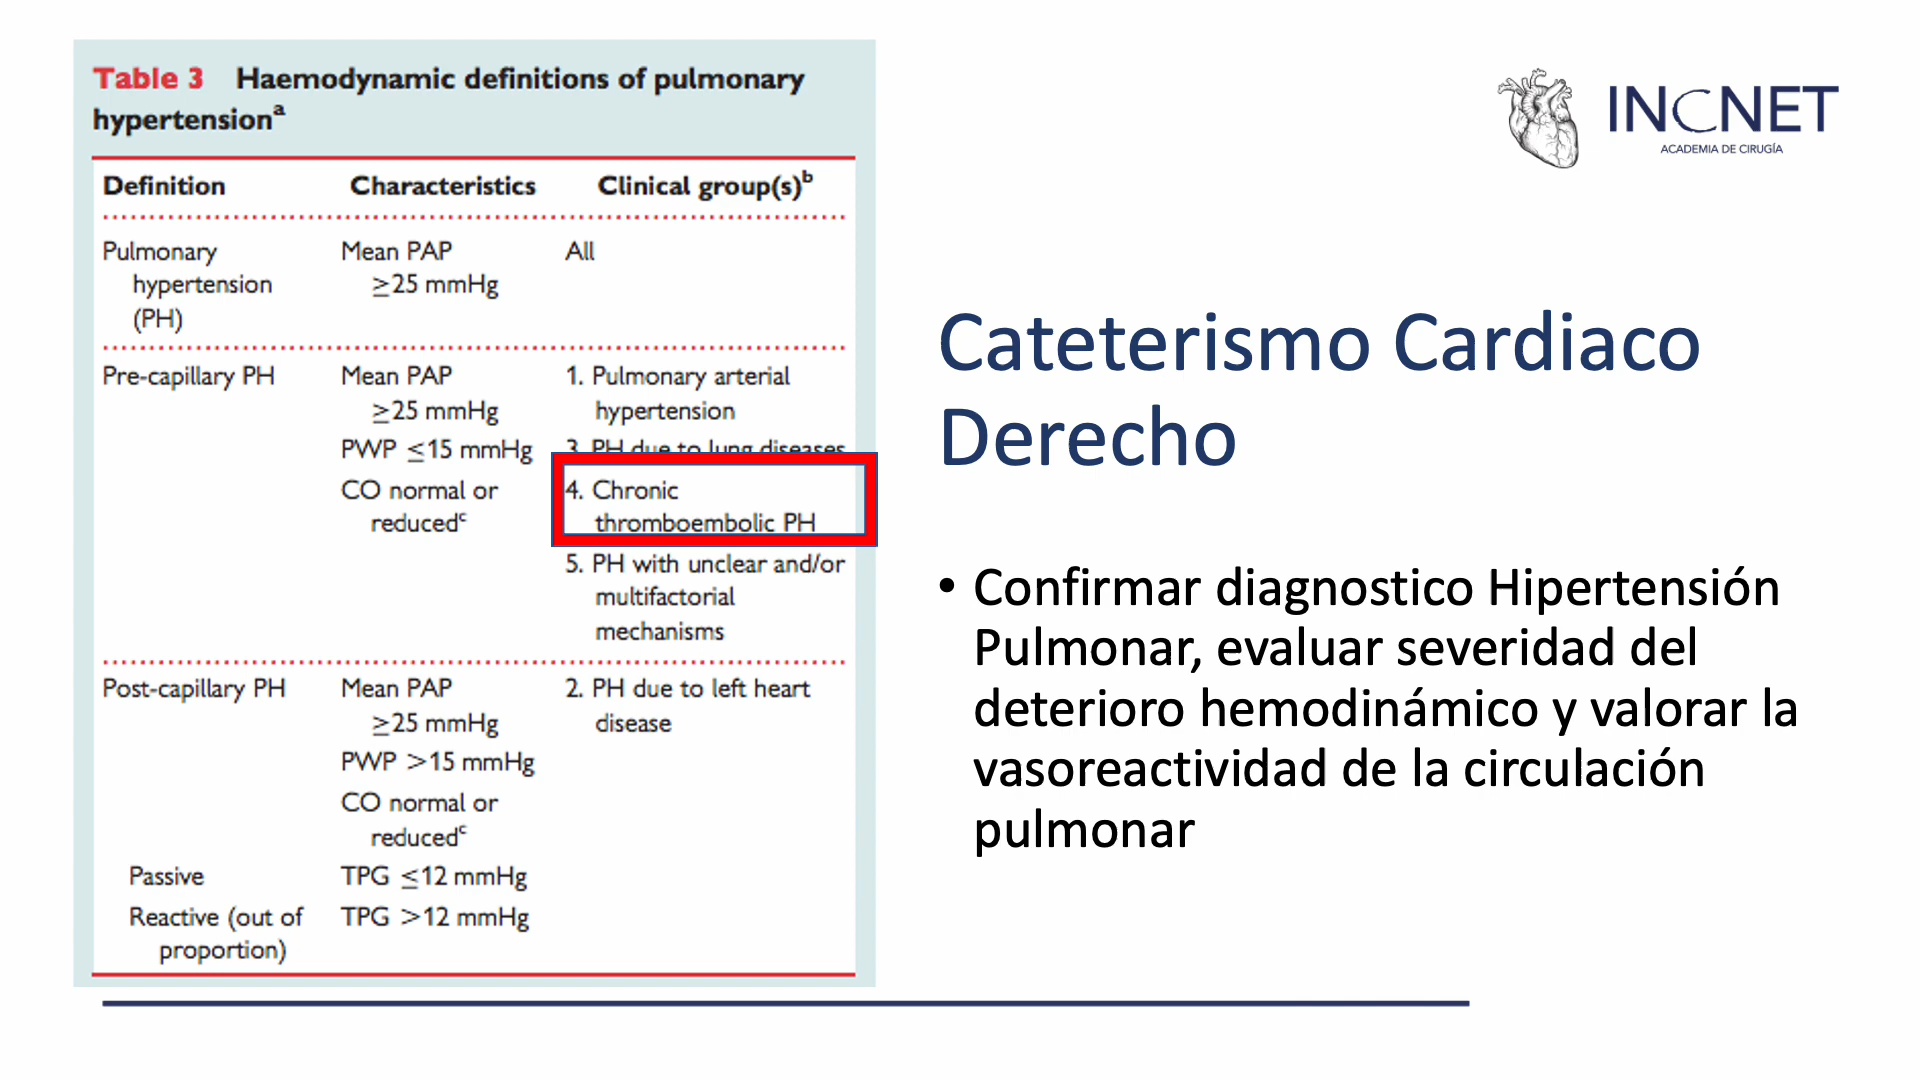 Table 3 Haemodynamic definitions of pulmonary
hypertensionᵃ
Definition Characteristics Clinical group(s)ᵇ
Pulmonary Mean PAP All
hypertension ≥25 mmHg
(PH)
Pre-capillary PH Mean PAP 1. Pulmonary arterial
≥25 mmHg hypertension
PWP ≤15 mmHg 3. PH due to lung diseases
CO normal or 4. Chronic
reducedᶜ thromboembolic PH
5. PH with unclear and/or
multifactorial
mechanisms
Post-capillary PH Mean PAP 2. PH due to left heart
≥25 mmHg disease
PWP >15 mmHg
CO normal or
reducedᶜ
Passive TPG ≤12 mmHg
Reactive (out of TPG >12 mmHg
proportion)
INCNET
ACADEMIA DE CIRUGÍA
Cateterismo Cardiaco
Derecho
• Confirmar diagnostico Hipertensión
Pulmonar, evaluar severidad del
deterioro hemodinámico y valorar la
vasoreactividad de la circulación
pulmonar